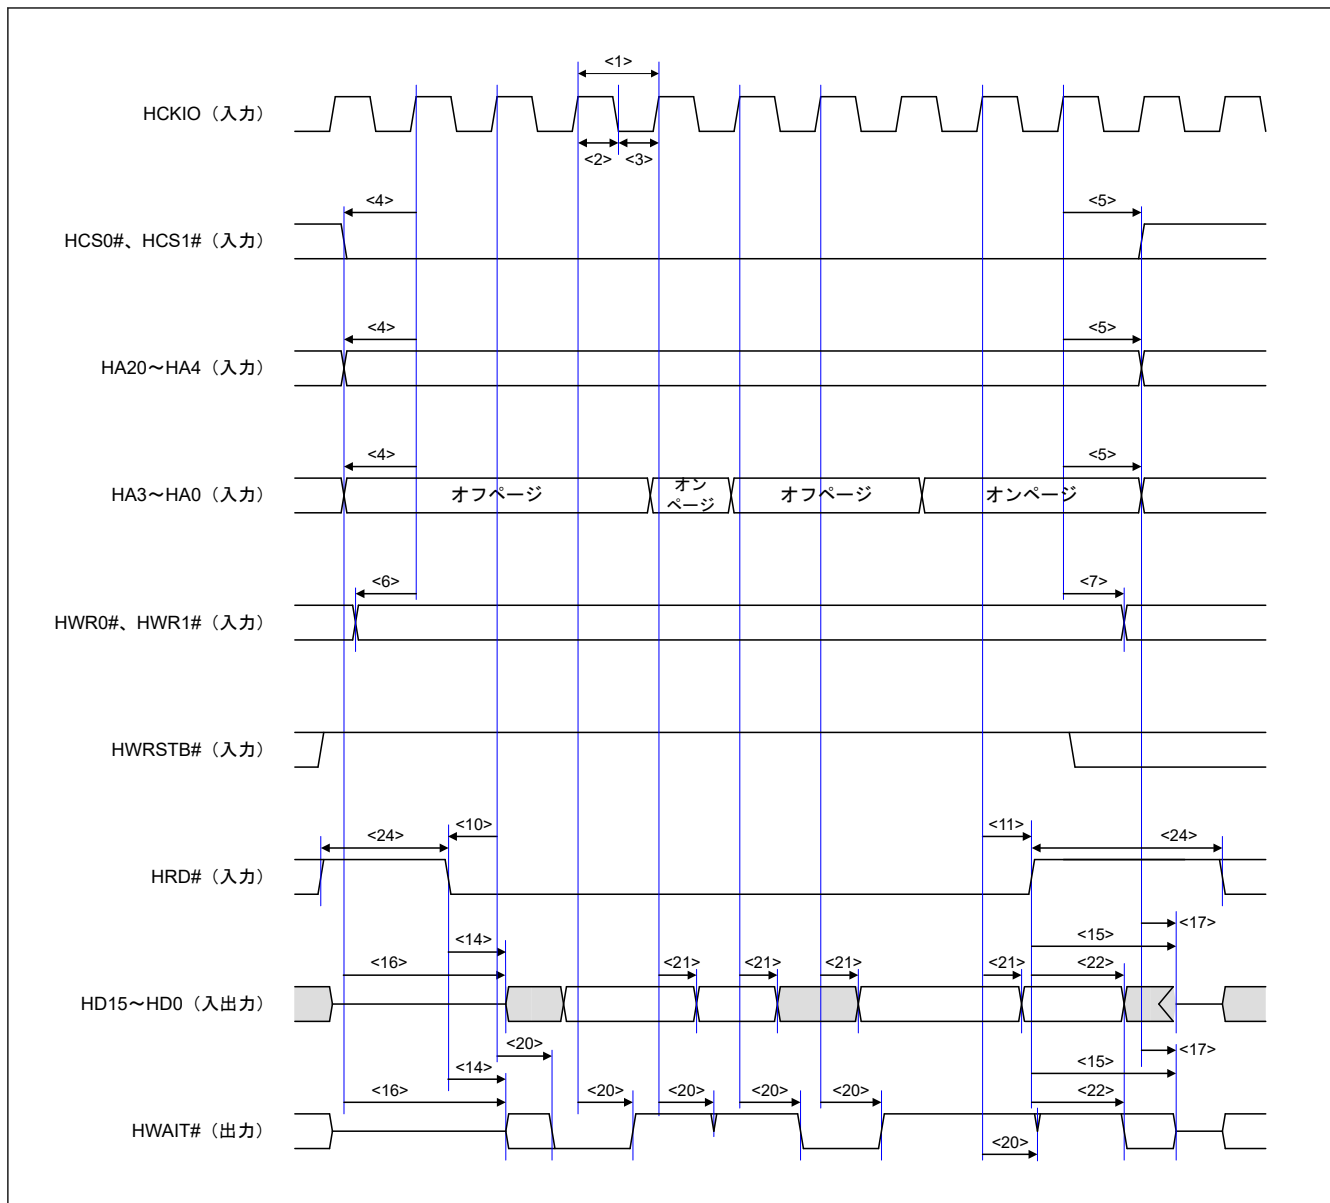 <1>
HCKIO（入力）
<2>
<3>
<4>
<5>
HCS0#、HCS1#（入力）
<4>
<5>
HA20～HA4（入力）
<4>
<5>
HA3～HA0（入力）
オフページ
オン
ページ
オフページ
オンページ
<6>
<7>
HWR0#、HWR1#（入力）
HWRSTB#（入力）
<10>
<11>
<24>
<24>
HRD#（入力）
<17>
<14>
<15>
<16>
<21>
<21>
<21>
<21>
<22>
HD15～HD0（入出力）
<20>
<17>
<14>
<15>
<16>
<20>
<20>
<20>
<20>
<22>
HWAIT#（出力）
<20>